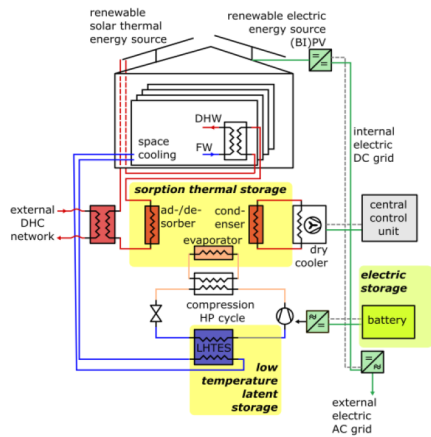 renewable
solar thermal
energy source
renewable electric
energy source
(BI)PV
DHW
FW
space
cooling
internal
electric
DC grid
sorption thermal storage
external
DHC
network
ad-/de-
sorber
cond-
enser
evaporator
dry
cooler
central
control
unit
compression
HP cycle
electric
storage
battery
LHTES
low
temperature
latent
storage
external
electric
AC grid